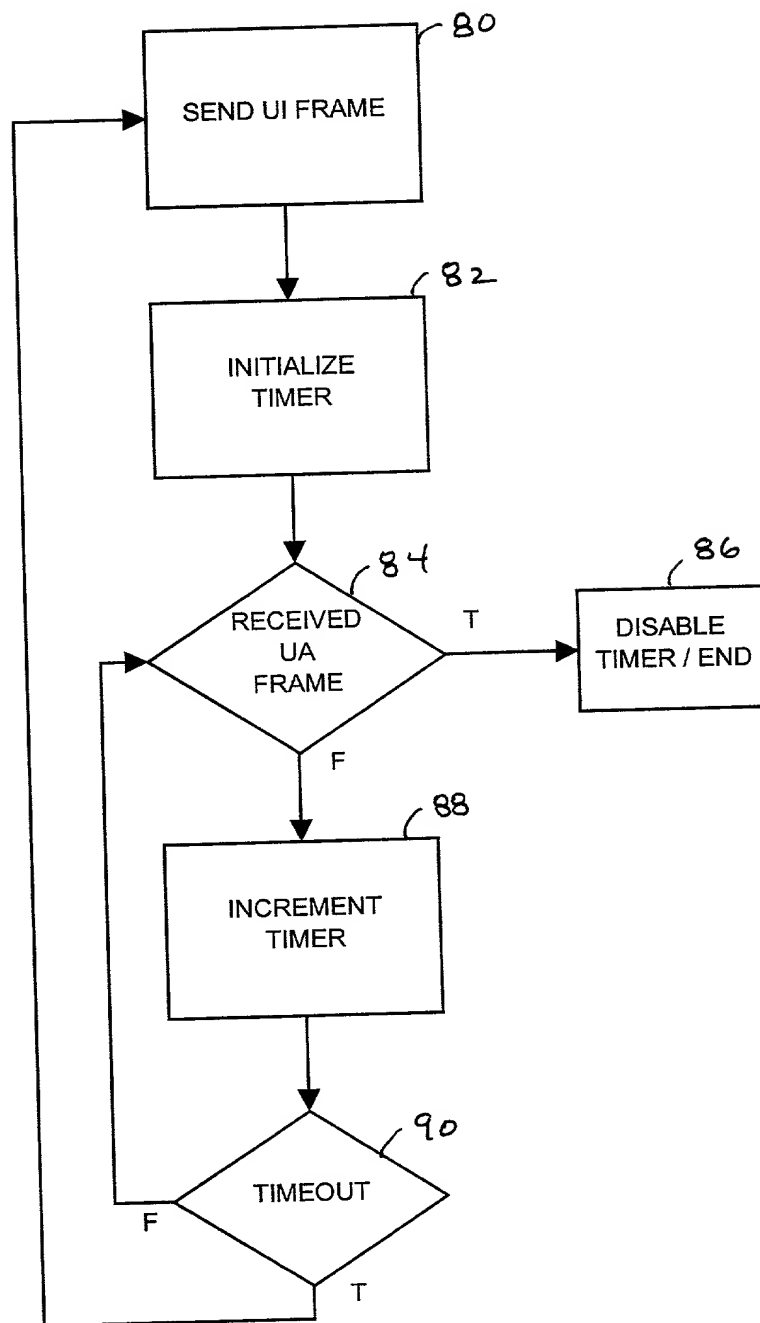 80
SEND UI FRAME
82
INITIALIZE
TIMER
84
RECEIVED
UA
FRAME
T
86
DISABLE
TIMER / END
F
88
INCREMENT
TIMER
90
TIMEOUT
F
T